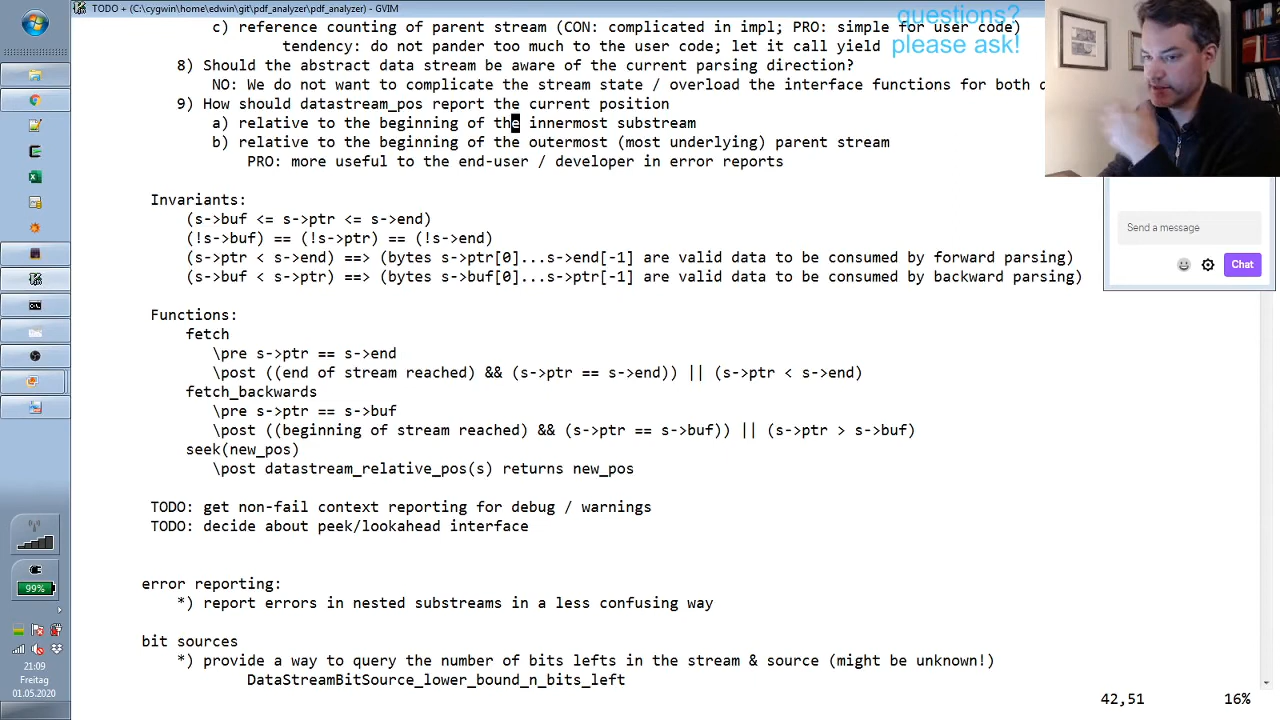 TODO + (C:\cygwin\home\edwin\git\pdf_analyzer\pdf_analyzer) - GVIM
c) reference counting of parent stream (CON: complicated in impl; PRO: simple for user code)
tendency: do not pander too much to the user code; let it call yield
8) Should the abstract data stream be aware of the current parsing direction?
NO: We do not want to complicate the stream state / overload the interface functions for both d
9) How should datastream_pos report the current position
a) relative to the beginning of the innermost substream
b) relative to the beginning of the outermost (most underlying) parent stream
PRO: more useful to the end-user / developer in error reports
Invariants:
(s->buf <= s->ptr <= s->end)
(!s->buf) == (!s->ptr) == (!s->end)
(s->ptr < s->end) ==> (bytes s->ptr[0]...s->end[-1] are valid data to be consumed by forward parsing)
(s->buf < s->ptr) ==> (bytes s->buf[0]...s->ptr[-1] are valid data to be consumed by backward parsing)
Functions:
fetch
\pre s->ptr == s->end
\post ((end of stream reached) && (s->ptr == s->end)) || (s->ptr < s->end)
fetch_backwards
\pre s->ptr == s->buf
\post ((beginning of stream reached) && (s->ptr == s->buf)) || (s->ptr > s->buf)
seek(new_pos)
\post datastream_relative_pos(s) returns new_pos
TODO: get non-fail context reporting for debug / warnings
TODO: decide about peek/lookahead interface
error reporting:
*) report errors in nested substreams in a less confusing way
bit sources
*) provide a way to query the number of bits lefts in the stream & source (might be unknown!)
DataStreamBitSource_lower_bound_n_bits_left
42,51 16%
questions?
please ask!
Send a message
Chat
99%
21:09
Freitag
01.05.2020